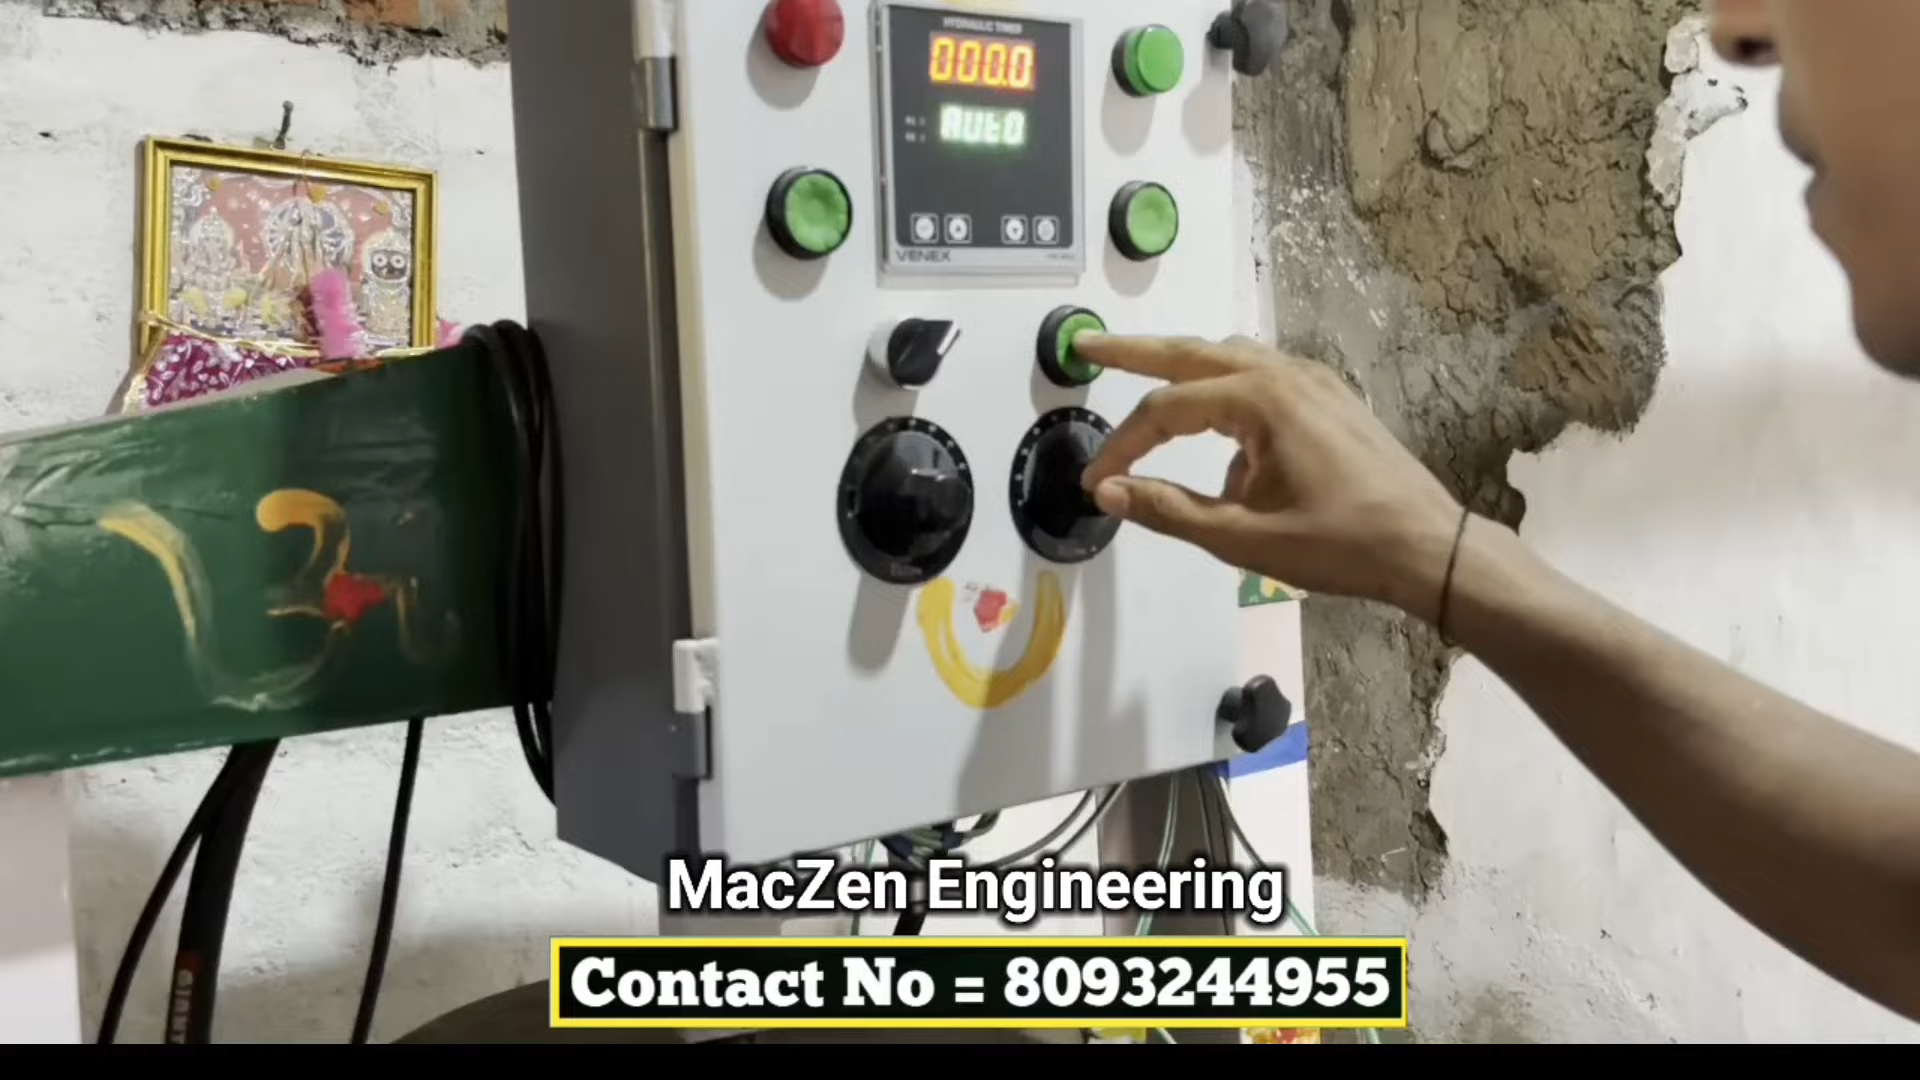 HYDRAULIC TIMER
000.0
AUtO
VENEX
MacZen Engineering
Contact No = 8093244955